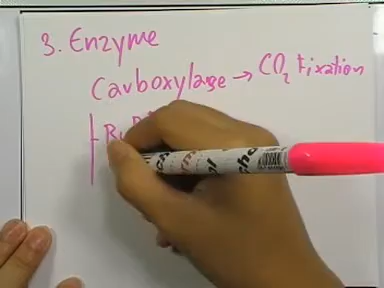 3. Enzyme
Carboxylase → CO₂ Fixation